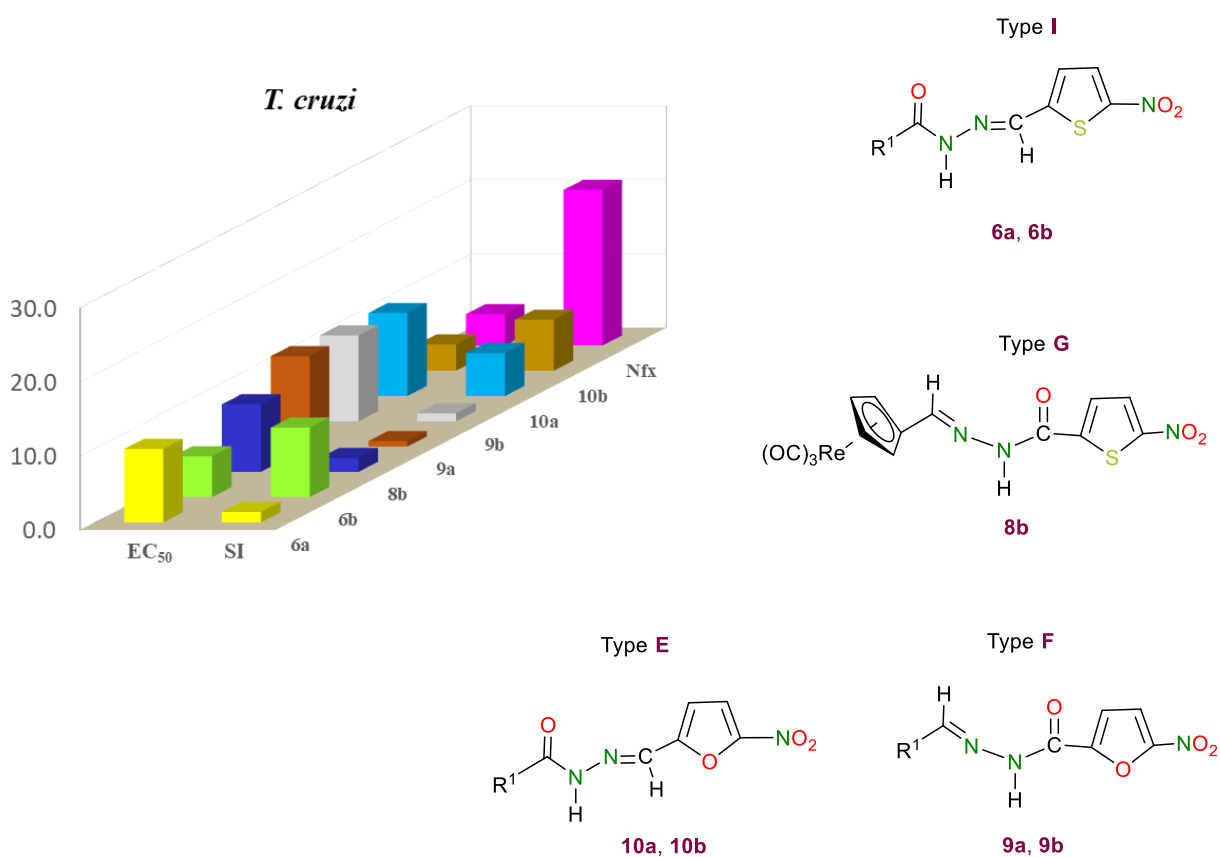 T. cruzi
30.0
20.0
10.0
0.0
EC₅₀
SI
6a
6b
8b
9a
9b
10a
10b
Nfx
Type I
O
R¹
N
H
N
C
H
S
NO₂
6a, 6b
Type G
(OC)₃Re
H
N
N
H
O
C
S
NO₂
8b
Type E
O
R¹
N
H
N
C
H
O
NO₂
10a, 10b
Type F
H
R¹
N
N
H
O
C
O
NO₂
9a, 9b